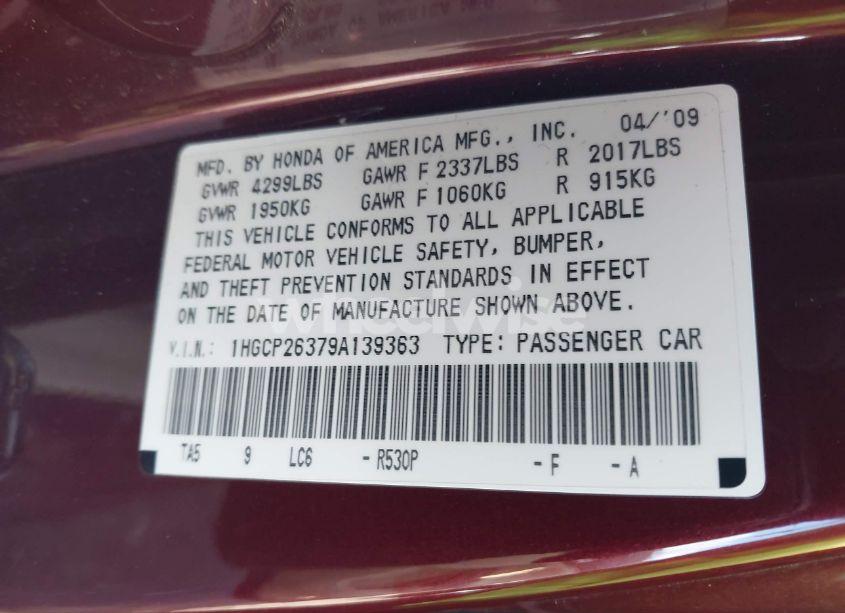 MFD. BY HONDA OF AMERICA MFG., INC. 04/'09
GVWR 4299LBS GAWR F 2337LBS R 2017LBS
GVWR 1950KG GAWR F 1060KG R 915KG
THIS VEHICLE CONFORMS TO ALL APPLICABLE
FEDERAL MOTOR VEHICLE SAFETY, BUMPER,
AND THEFT PREVENTION STANDARDS IN EFFECT
ON THE DATE OF MANUFACTURE SHOWN ABOVE.
wheelwise
V.I.N.: 1HGCP26379A139363 TYPE: PASSENGER CAR
TA5 9 LC6 -R530P -F -A